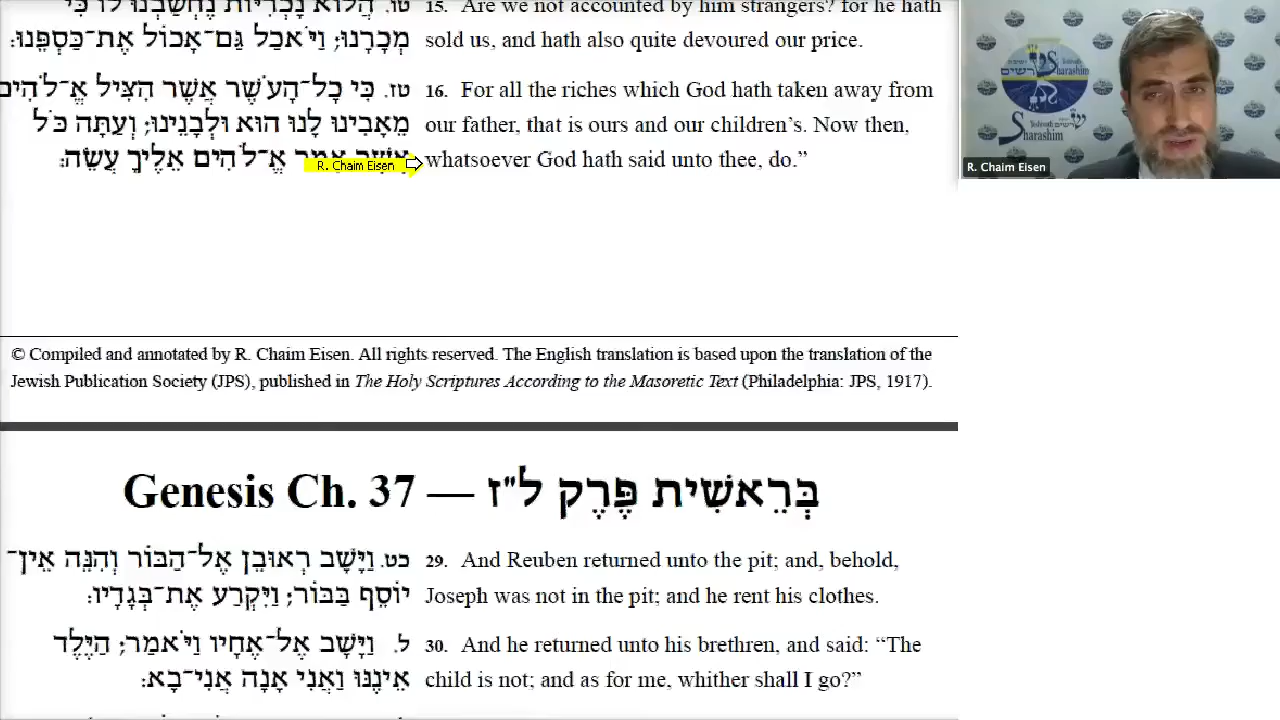 טו. הֲלוֹא נָכְרִיּוֹת נֶחְשַׁבְנוּ לוֹ כִּי 15. Are we not accounted by him strangers? for he hath
מְכָרָנוּ; וַיֹּאכַל גַּם־אָכוֹל אֶת־כַּסְפֵּנוּ: sold us, and hath also quite devoured our price.
טז. כִּי כָל־הָעֹשֶׁר אֲשֶׁר הִצִּיל אֱ־לֹהִים 16. For all the riches which God hath taken away from
מֵאָבִינוּ לָנוּ הוּא וּלְבָנֵינוּ; וְעַתָּה כֹּל our father, that is ours and our children’s. Now then,
אֱ־לֹהִים אֵלֶיךָ עֲשֵׂה: whatsoever God hath said unto thee, do.”
R. Chaim Eisen
© Compiled and annotated by R. Chaim Eisen. All rights reserved. The English translation is based upon the translation of the
Jewish Publication Society (JPS), published in The Holy Scriptures According to the Masoretic Text (Philadelphia: JPS, 1917).
Genesis Ch. 37 — בְּרֵאשִׁית פֶּרֶק ל"ז
כט. וַיָּשָׁב רְאוּבֵן אֶל־הַבּוֹר וְהִנֵּה אֵין־ 29. And Reuben returned unto the pit; and, behold,
יוֹסֵף בַּבּוֹר; וַיִּקְרַע אֶת־בְּגָדָיו: Joseph was not in the pit; and he rent his clothes.
ל. וַיָּשָׁב אֶל־אֶחָיו וַיֹּאמַר; הַיֶּלֶד 30. And he returned unto his brethren, and said: “The
אֵינֶנּוּ וַאֲנִי אָנָה אֲנִי־בָא: child is not; and as for me, whither shall I go?”
שרשים
Sharashim
Sharashim
R. Chaim Eisen